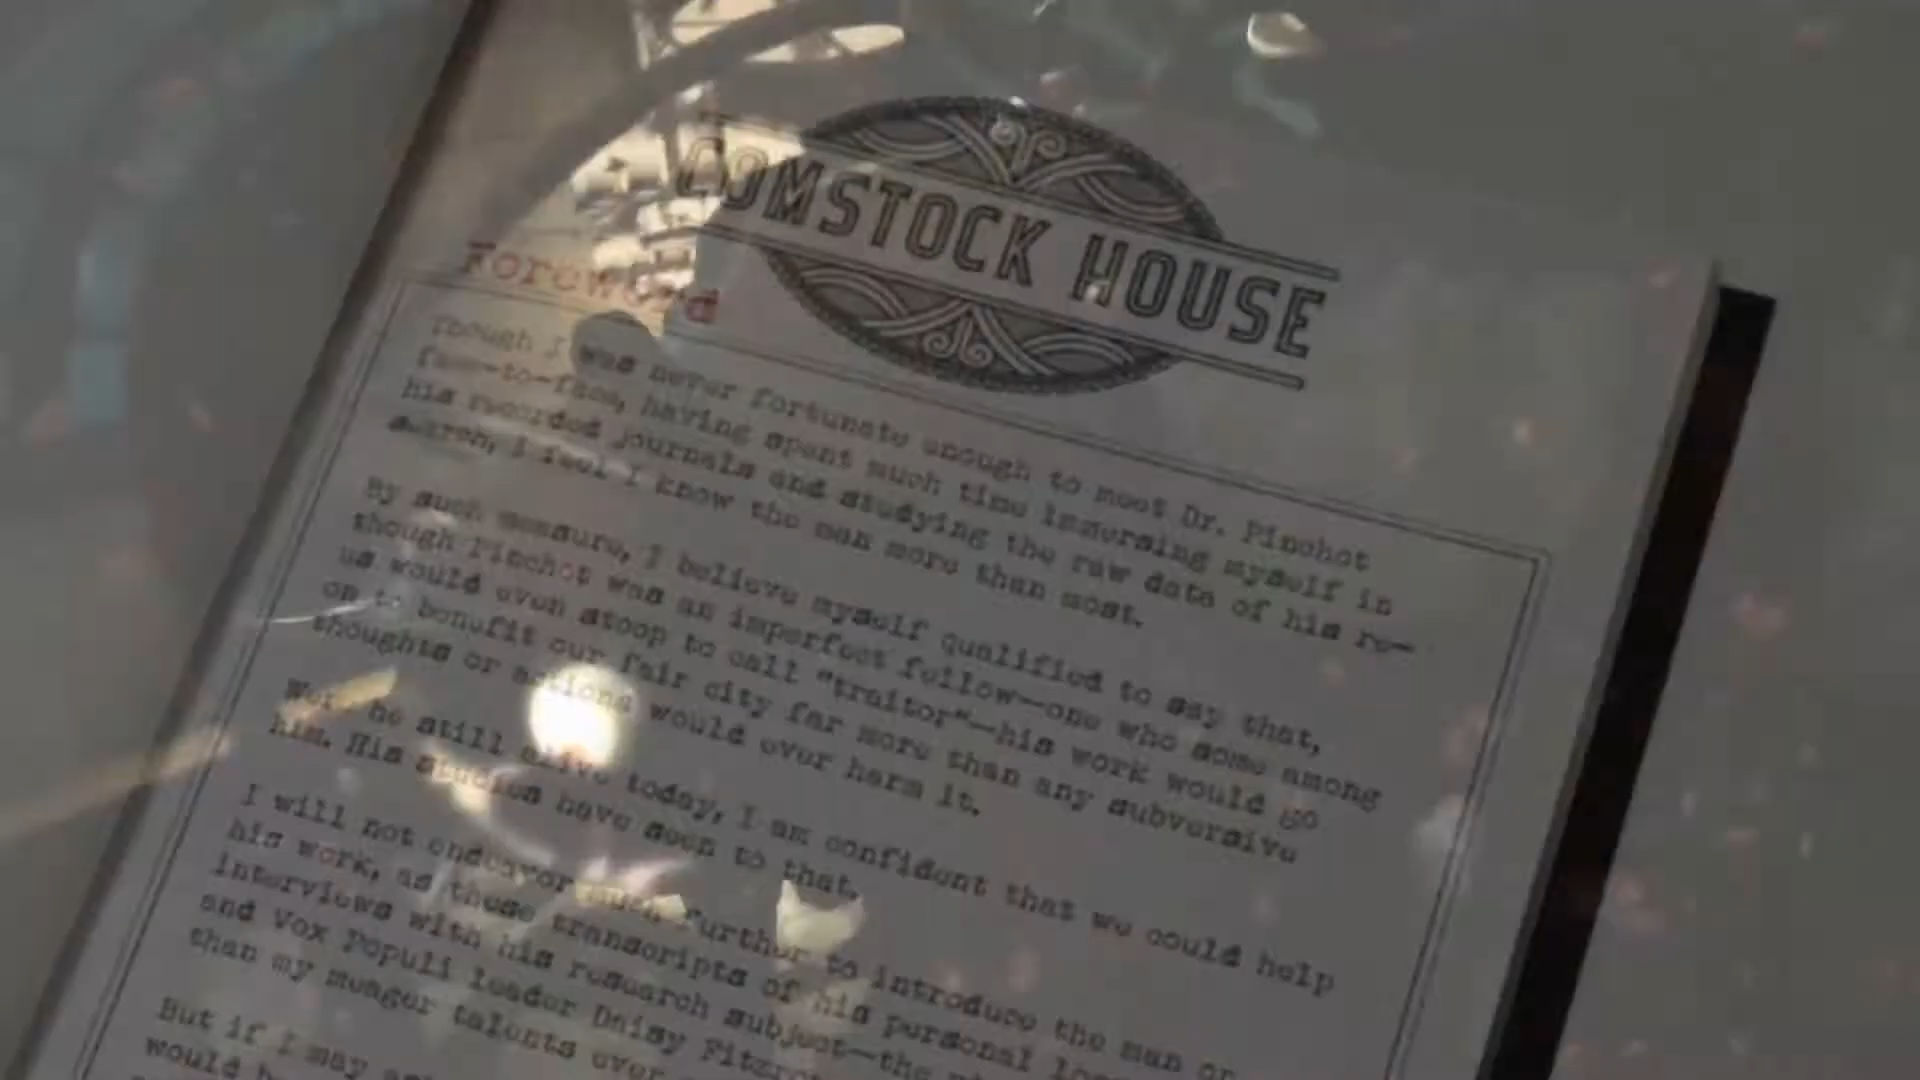 COMSTOCK HOUSE
Foreword
Though I was never fortunate enough to meet Dr. Pinchot
face-to-face, having spent much time immersing myself in
his recorded journals and studying the raw data of his re-
search, I feel I know the man more than most.
By such measure, I believe myself qualified to say that,
though Pinchot was an imperfect fellow—one who some among
us would even stoop to call "traitor"—his work would go
on to benefit our fair city far more than any subversive
thoughts or actions would ever harm it.
Were he still alive today, I am confident that we could help
him. His studies have seen to that.
I will not endeavor much further to introduce the man or
his work, as these transcripts of his personal
interviews with his research subject—the
and Vox Populi leader Daisy
than my meager talents ever
But if I may
would